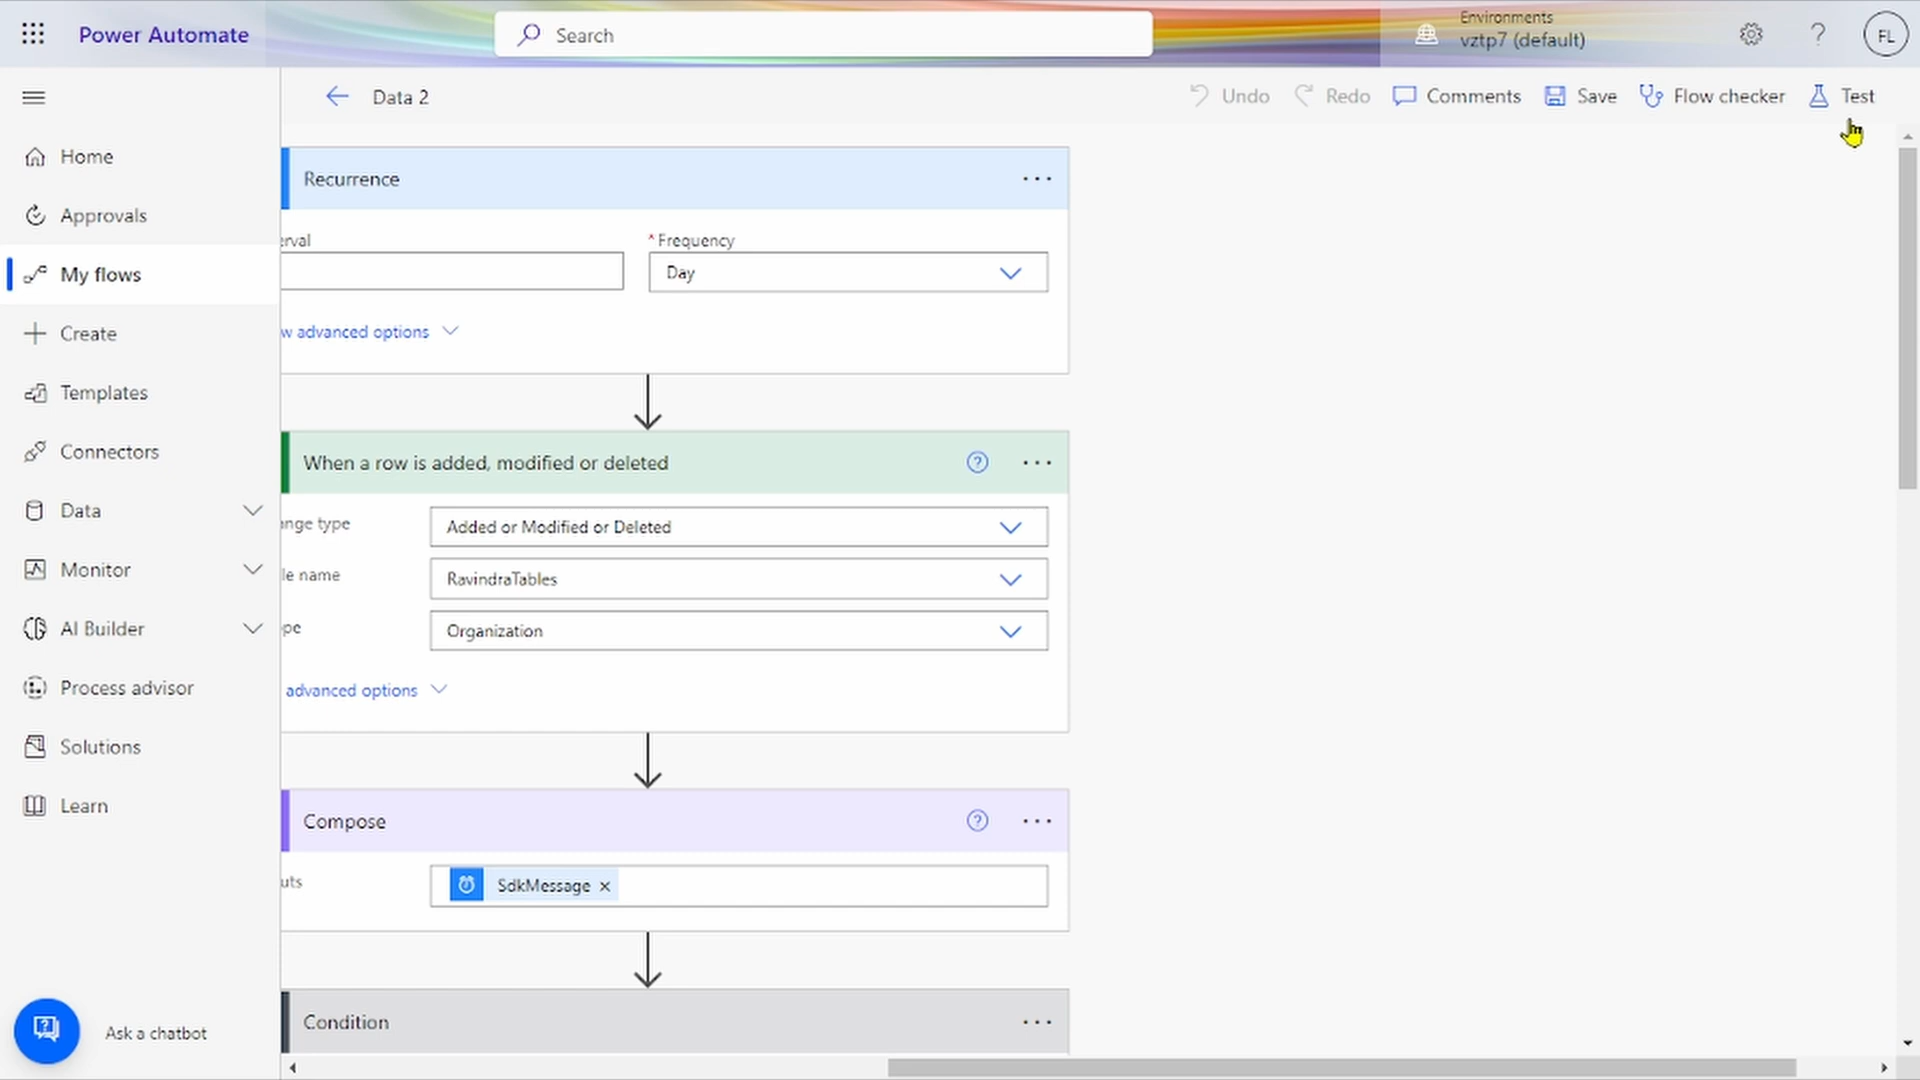 Power Automate
Search
Environments
vztp7 (default)
FL
Data 2
Undo
Redo
Comments
Save
Flow checker
Test
Home
Approvals
My flows
Create
Templates
Connectors
Data
Monitor
AI Builder
Process advisor
Solutions
Learn
Ask a chatbot
Recurrence
erval
* Frequency
Day
w advanced options
When a row is added, modified or deleted
ange type
Added or Modified or Deleted
le name
RavindraTables
pe
Organization
advanced options
Compose
uts
SdkMessage
Condition